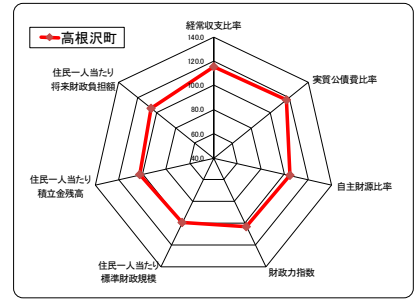 経常収支比率
高根沢町
140.0
120.0
100.0
80.0
60.0
40.0
住民一人当たり
将来財政負担額
実質公債費比率
住民一人当たり
積立金残高
自主財源比率
住民一人当たり
標準財政規模
財政力指数